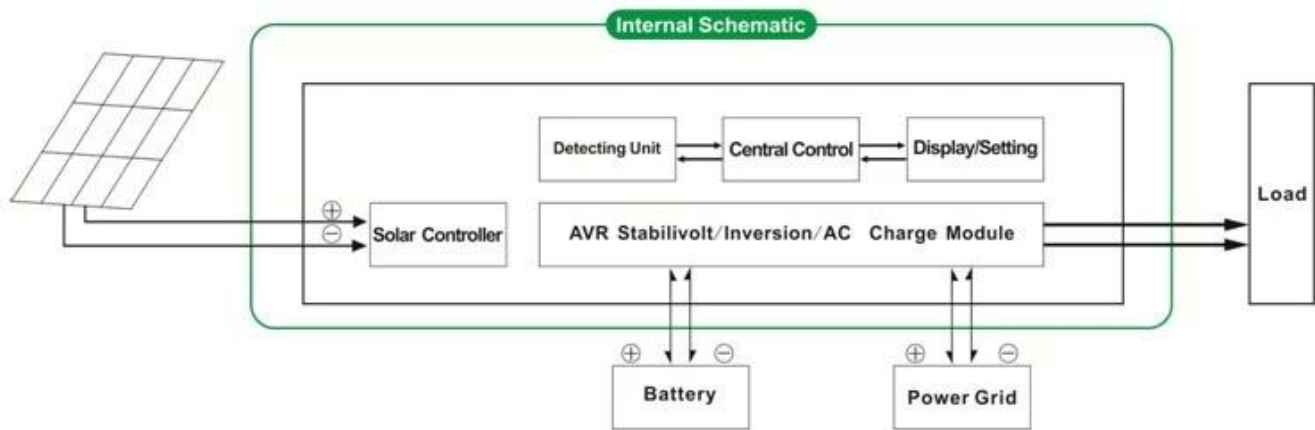 Internal Schematic
Detecting Unit
Central Control
Display/Setting
Load
⊕
⊖
Solar Controller
AVR Stabilivolt/Inversion/AC Charge Module
⊕ ⊖
⊕ ⊖
Battery
Power Grid